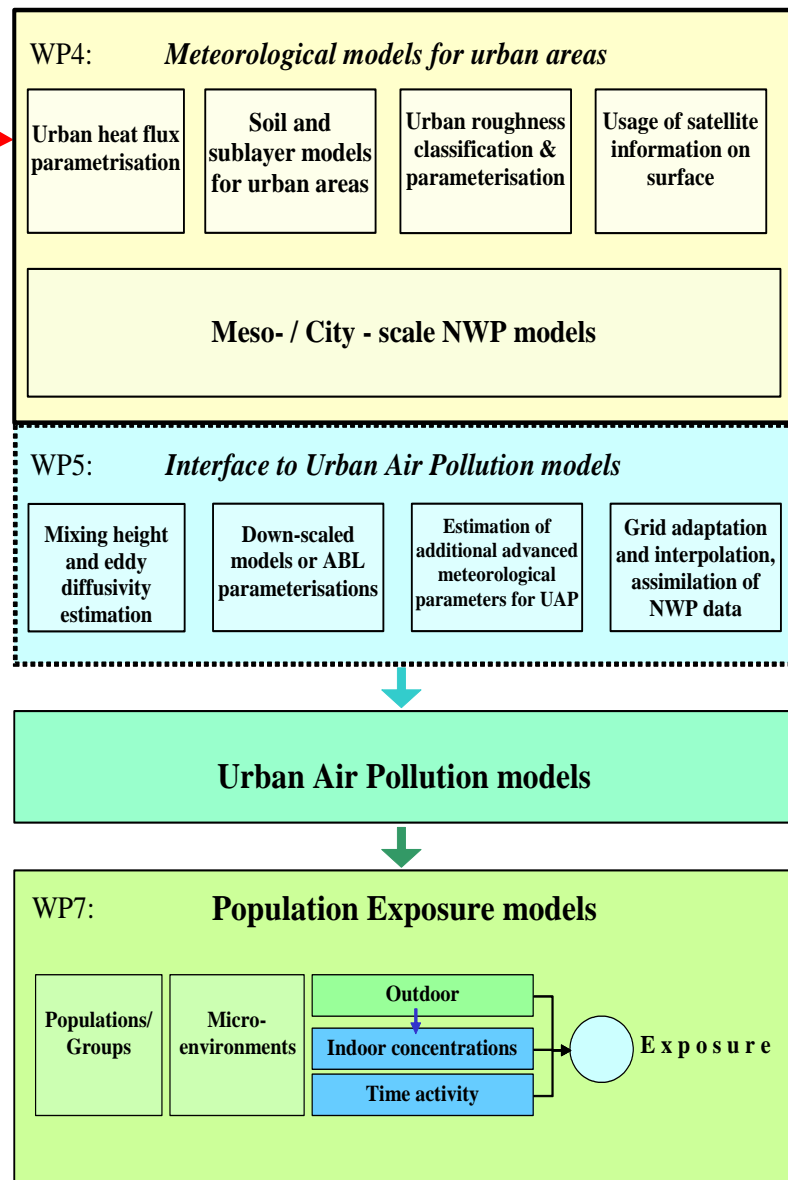 WP4: Meteorological models for urban areas
Urban heat flux
parametrisation
Soil and
sublayer models
for urban areas
Urban roughness
classification &
parameterisation
Usage of satellite
information on
surface
Meso- / City - scale NWP models
WP5: Interface to Urban Air Pollution models
Mixing height
and eddy
diffusivity
estimation
Down-scaled
models or ABL
parameterisations
Estimation of
additional advanced
meteorological
parameters for UAP
Grid adaptation
and interpolation,
assimilation of
NWP data
Urban Air Pollution models
WP7: Population Exposure models
Populations/
Groups
Micro-
environments
Outdoor
Indoor concentrations
Time activity
Exposure